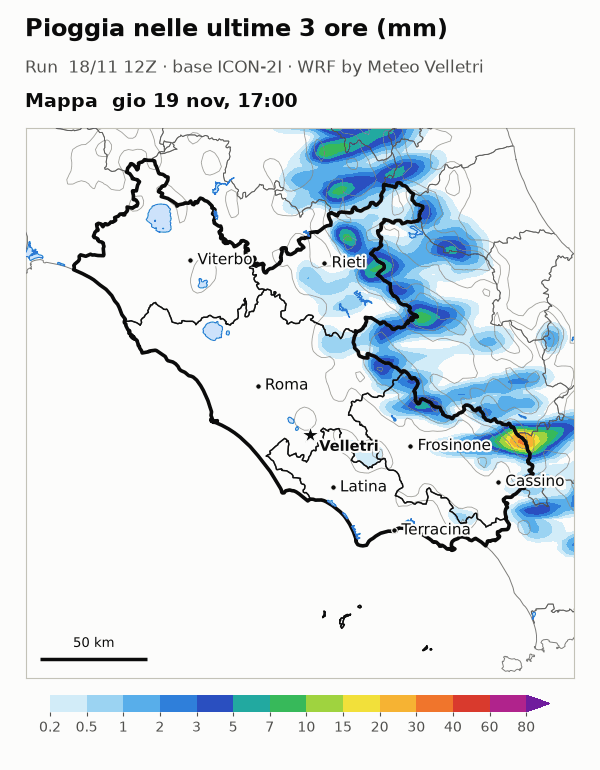 Pioggia nelle ultime 3 ore (mm)
Run  18/11 12Z · base ICON-2I · WRF by Meteo Velletri
Mappa  gio 19 nov, 17:00
Viterbo
Rieti
Roma
Velletri
Frosinone
Latina
Cassino
Terracina
50 km
0.2 0.5 1 2 3 5 7 10 15 20 30 40 60 80